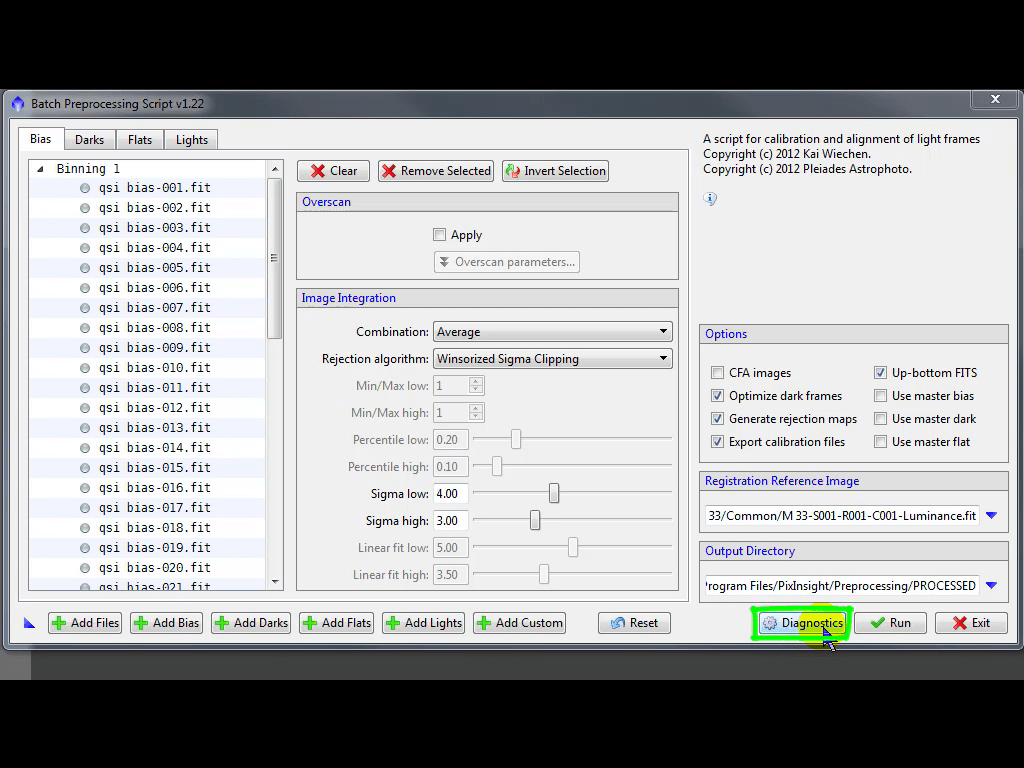 Batch Preprocessing Script v1.22
Bias Darks Flats Lights
Binning 1
qsi bias-001.fit
qsi bias-002.fit
qsi bias-003.fit
qsi bias-004.fit
qsi bias-005.fit
qsi bias-006.fit
qsi bias-007.fit
qsi bias-008.fit
qsi bias-009.fit
qsi bias-010.fit
qsi bias-011.fit
qsi bias-012.fit
qsi bias-013.fit
qsi bias-014.fit
qsi bias-015.fit
qsi bias-016.fit
qsi bias-017.fit
qsi bias-018.fit
qsi bias-019.fit
qsi bias-020.fit
qsi bias-021.fit
Clear Remove Selected Invert Selection
Overscan
Apply
Overscan parameters...
Image Integration
Combination: Average
Rejection algorithm: Winsorized Sigma Clipping
Min/Max low: 1
Min/Max high: 1
Percentile low: 0.20
Percentile high: 0.10
Sigma low: 4.00
Sigma high: 3.00
Linear fit low: 5.00
Linear fit high: 3.50
A script for calibration and alignment of light frames
Copyright (c) 2012 Kai Wiechen.
Copyright (c) 2012 Pleiades Astrophoto.
Options
CFA images Up-bottom FITS
Optimize dark frames Use master bias
Generate rejection maps Use master dark
Export calibration files Use master flat
Registration Reference Image
33/Common/M 33-S001-R001-C001-Luminance.fit
Output Directory
Program Files/PixInsight/Preprocessing/PROCESSED
Add Files Add Bias Add Darks Add Flats Add Lights Add Custom Reset Diagnostics Run Exit